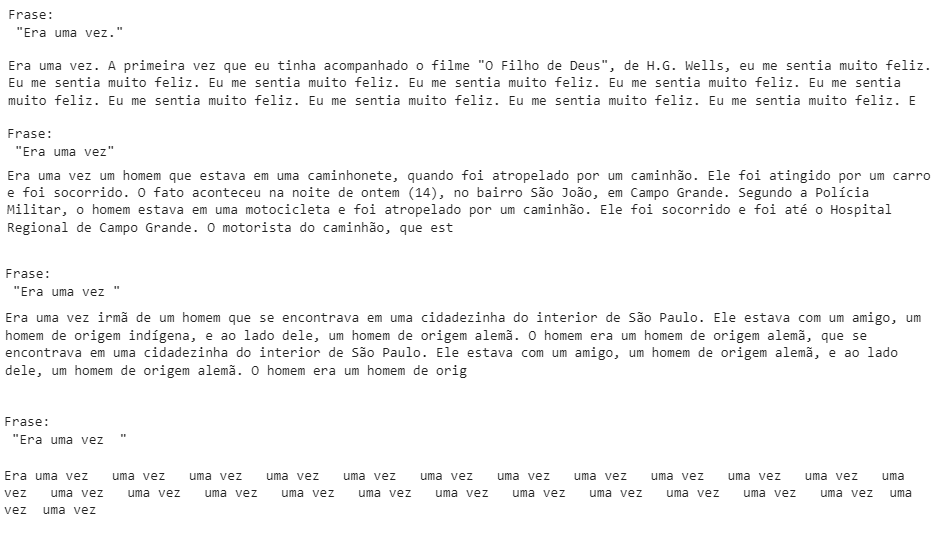 Frase:
"Era uma vez."
Era uma vez. A primeira vez que eu tinha acompanhado o filme "O Filho de Deus", de H.G. Wells, eu me sentia muito feliz.
Eu me sentia muito feliz. Eu me sentia muito feliz. Eu me sentia muito feliz. Eu me sentia muito feliz. Eu me sentia
muito feliz. Eu me sentia muito feliz. Eu me sentia muito feliz. Eu me sentia muito feliz. Eu me sentia muito feliz. E
Frase:
"Era uma vez"
Era uma vez um homem que estava em uma caminhonete, quando foi atropelado por um caminhão. Ele foi atingido por um carro
e foi socorrido. O fato aconteceu na noite de ontem (14), no bairro São João, em Campo Grande. Segundo a Polícia
Militar, o homem estava em uma motocicleta e foi atropelado por um caminhão. Ele foi socorrido e foi até o Hospital
Regional de Campo Grande. O motorista do caminhão, que est
Frase:
"Era uma vez "
Era uma vez irmã de um homem que se encontrava em uma cidadezinha do interior de São Paulo. Ele estava com um amigo, um
homem de origem indígena, e ao lado dele, um homem de origem alemã. O homem era um homem de origem alemã, que se
encontrava em uma cidadezinha do interior de São Paulo. Ele estava com um amigo, um homem de origem alemã, e ao lado
dele, um homem de origem alemã. O homem era um homem de orig
Frase:
"Era uma vez  "
Era uma vez   uma vez   uma vez   uma vez   uma vez   uma vez   uma vez   uma vez   uma vez   uma vez   uma vez   uma
vez   uma vez   uma vez   uma vez   uma vez   uma vez   uma vez   uma vez   uma vez   uma vez   uma vez   uma vez  uma
vez  uma vez